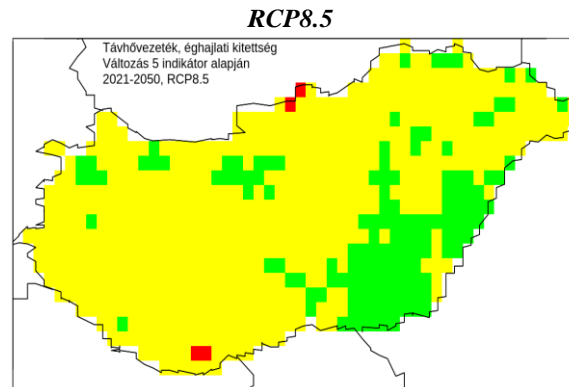 RCP8.5
Távhővezeték, éghajlati kitettség
Változás 5 indikátor alapján
2021-2050, RCP8.5